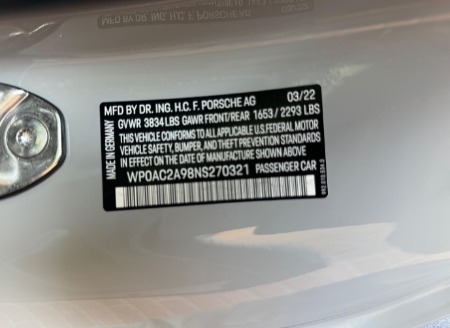 MFD BY DR. ING. H.C. F. PORSCHE AG 03/22
GVWR 3834 LBS GAWR FRONT/REAR 1653 / 2293 LBS
THIS VEHICLE CONFORMS TO ALL APPLICABLE U.S. FEDERAL MOTOR
VEHICLE SAFETY, BUMPER, AND THEFT PREVENTION STANDARDS
IN EFFECT ON THE DATE OF MANUFACTURE SHOWN ABOVE
WP0AC2A98NS270321 PASSENGER CAR
MADE IN GERMANY